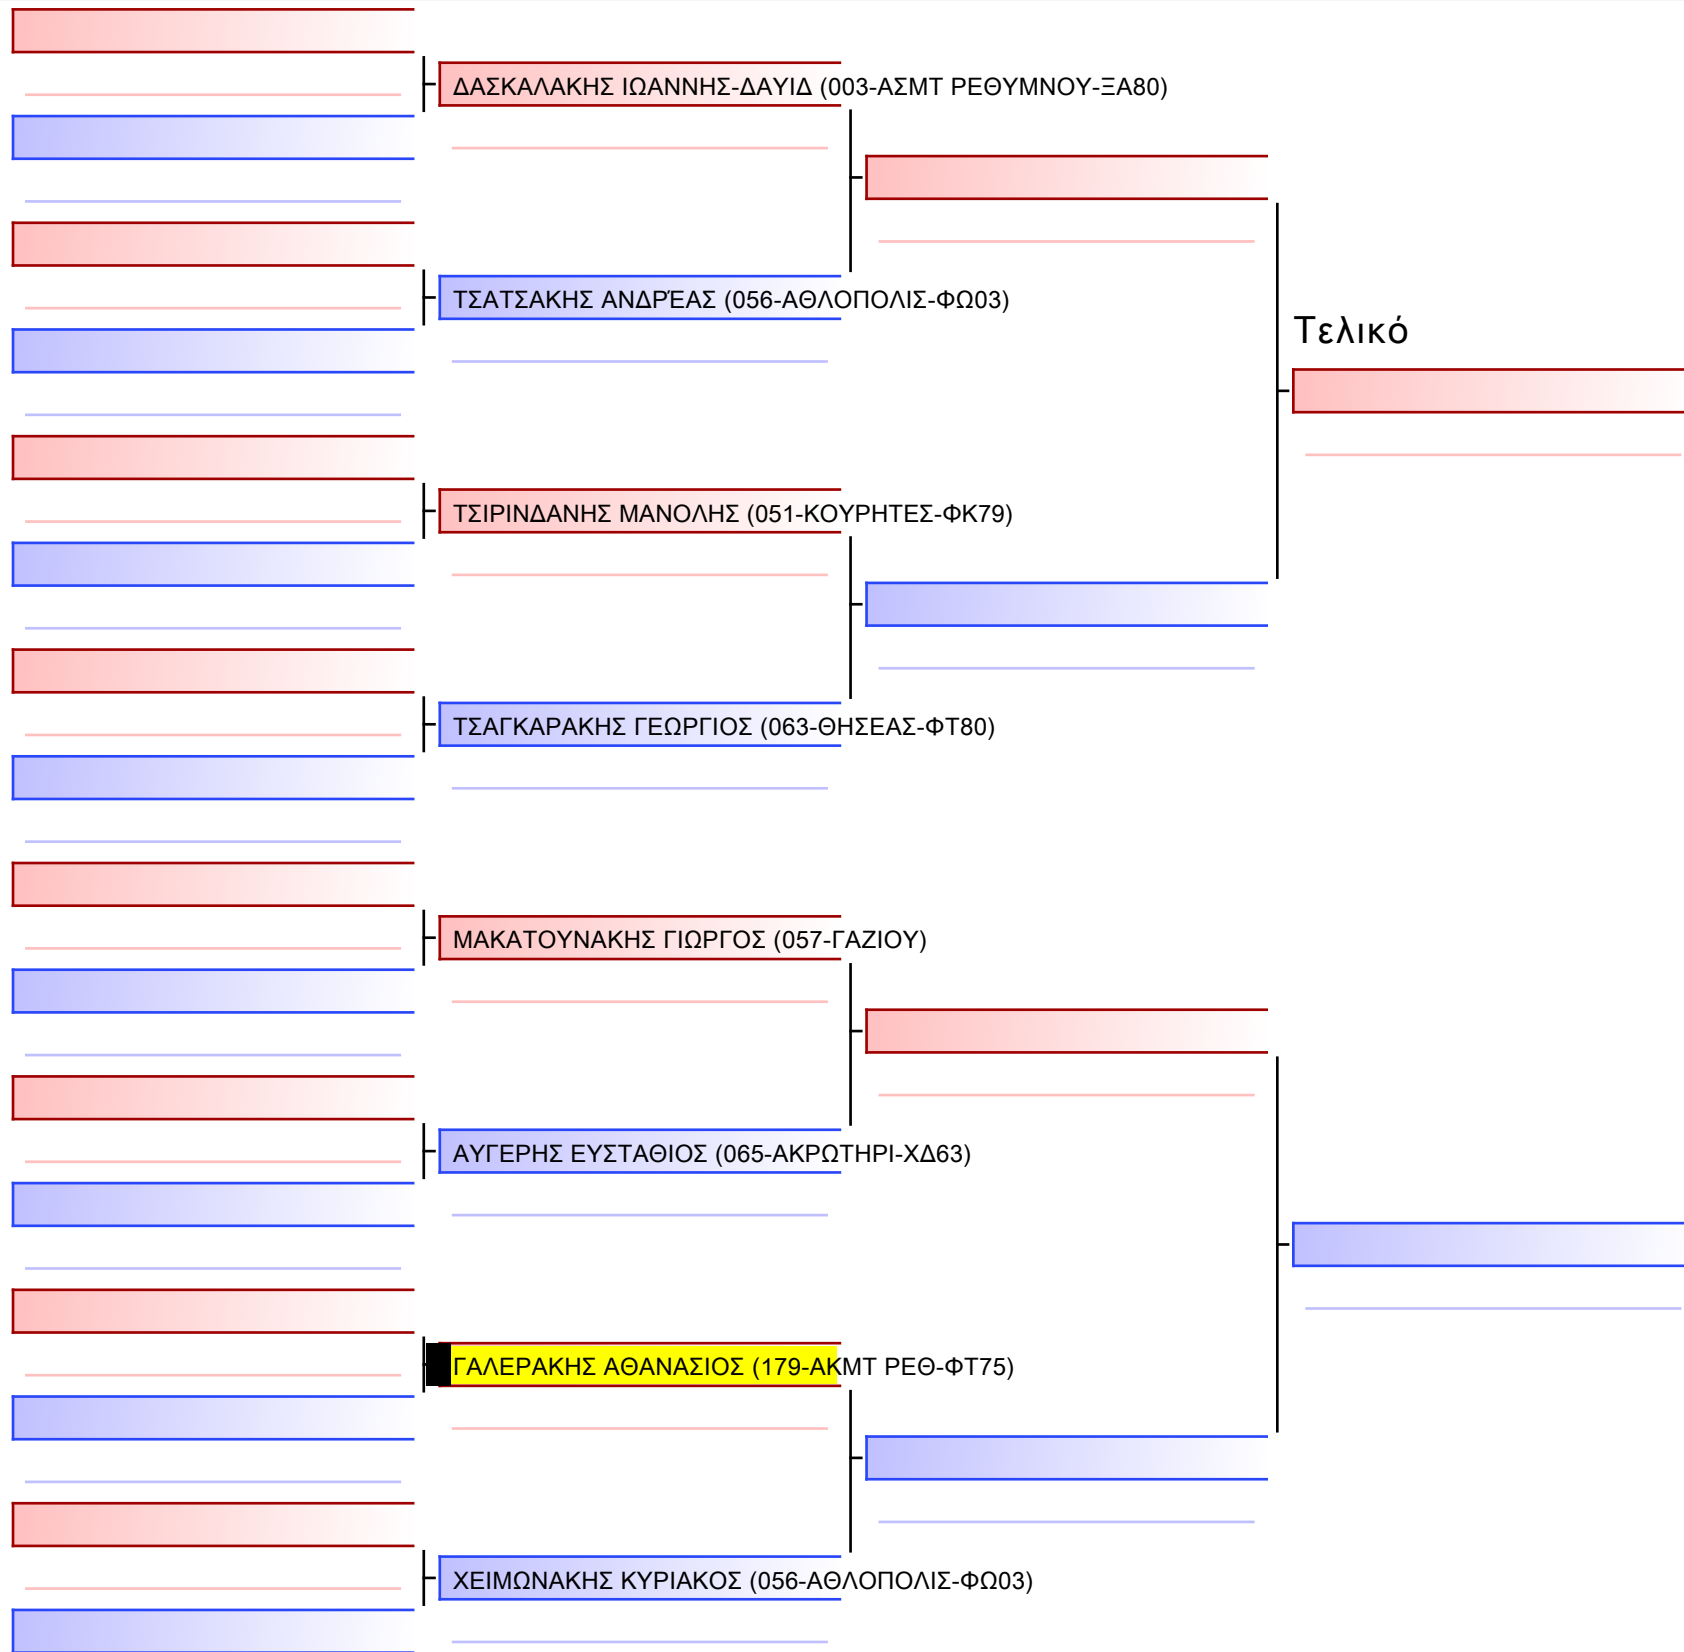 ΔΑΣΚΑΛΑΚΗΣ ΙΩΑΝΝΗΣ-ΔΑΥΙΔ (003-ΑΣΜΤ ΡΕΘΥΜΝΟΥ-ΞΑ80)
ΤΣΑΤΣΑΚΗΣ ΑΝΔΡΈΑΣ (056-ΑΘΛΟΠΟΛΙΣ-ΦΩ03)
Τελικό
ΤΣΙΡΙΝΔΑΝΗΣ ΜΑΝΟΛΗΣ (051-ΚΟΥΡΗΤΕΣ-ΦΚ79)
ΤΣΑΓΚΑΡΑΚΗΣ ΓΕΩΡΓΙΟΣ (063-ΘΗΣΕΑΣ-ΦΤ80)
ΜΑΚΑΤΟΥΝΑΚΗΣ ΓΙΩΡΓΟΣ (057-ΓΑΖΙΟΥ)
ΑΥΓΕΡΗΣ ΕΥΣΤΑΘΙΟΣ (065-ΑΚΡΩΤΗΡΙ-ΧΔ63)
ΓΑΛΕΡΑΚΗΣ ΑΘΑΝΑΣΙΟΣ (179-ΑΚΜΤ ΡΕΘ-ΦΤ75)
ΧΕΙΜΩΝΑΚΗΣ ΚΥΡΙΑΚΟΣ (056-ΑΘΛΟΠΟΛΙΣ-ΦΩ03)